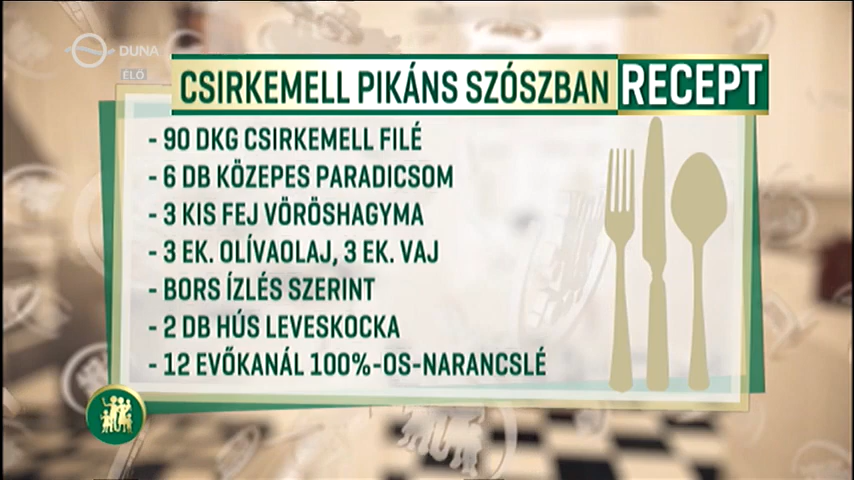 DUNA
ÉLŐ
CSIRKEMELL PIKÁNS SZÓSZBAN RECEPT
- 90 DKG CSIRKEMELL FILÉ
- 6 DB KÖZEPES PARADICSOM
- 3 KIS FEJ VÖRÖSHAGYMA
- 3 EK. OLÍVAOLAJ, 3 EK. VAJ
- BORS ÍZLÉS SZERINT
- 2 DB HÚS LEVESKOCKA
- 12 EVŐKANÁL 100%-OS-NARANCSLÉ